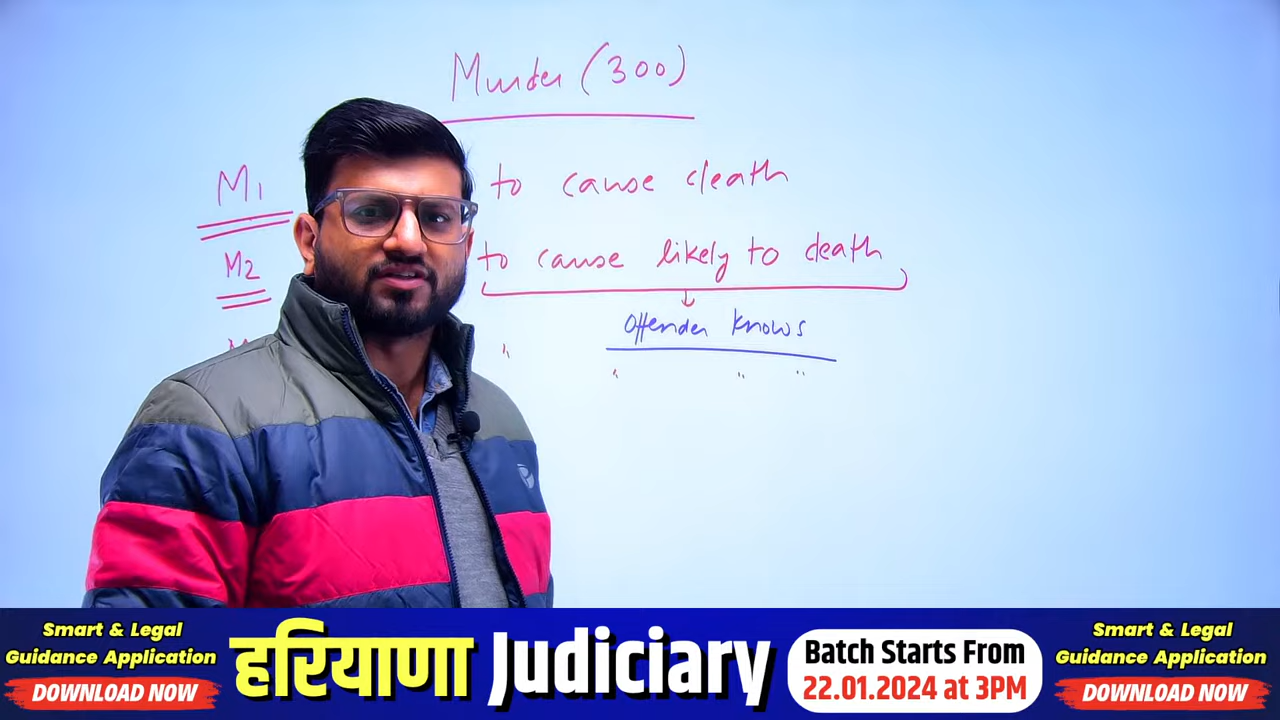 Murder (300)
M1 to cause death
M2 to cause likely to death
Offender knows
M "
" " "
Smart & Legal
Guidance Application
DOWNLOAD NOW
हरियाणा Judiciary
Batch Starts From
22.01.2024 at 3PM
Smart & Legal
Guidance Application
DOWNLOAD NOW